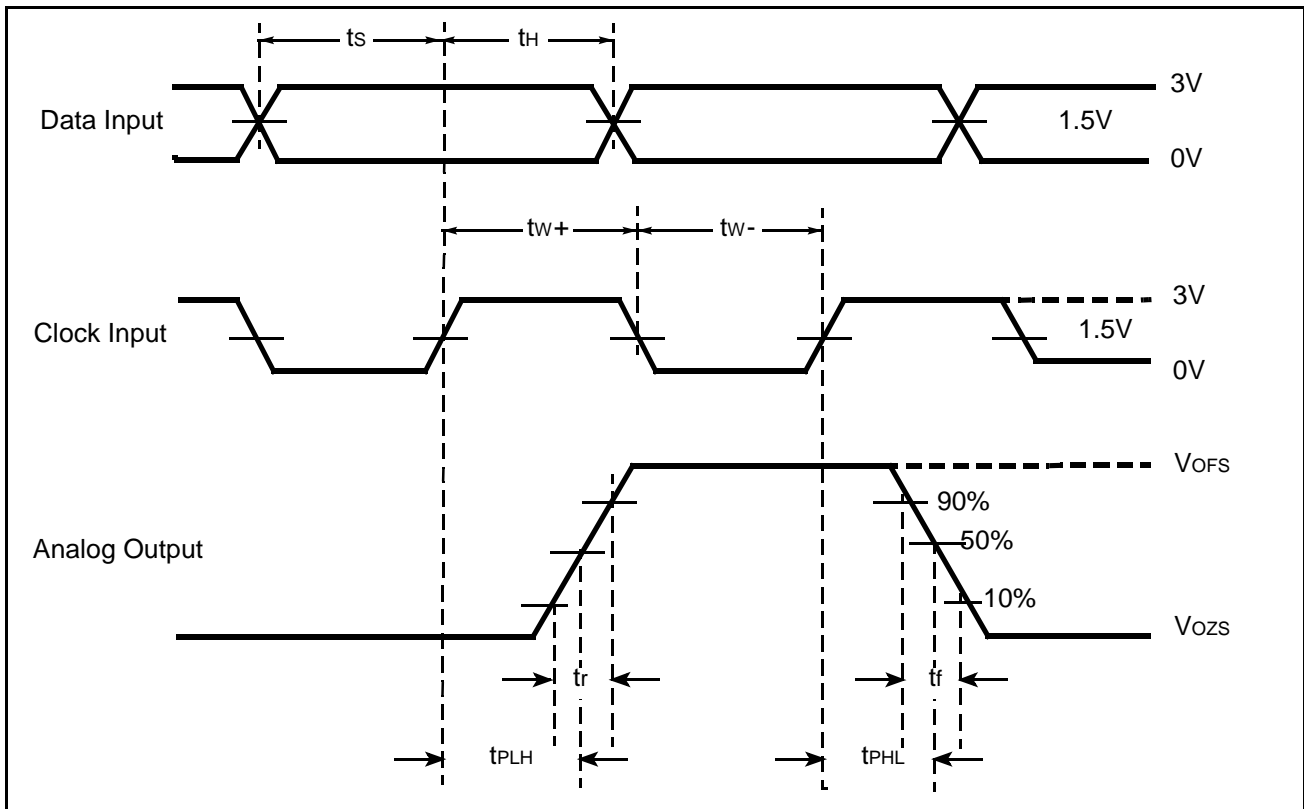 ts tH
3V
Data Input 1.5V
0V
tw+ tw-
3V
Clock Input 1.5V
0V
VOFS
90%
Analog Output 50%
10%
VOZS
tr tf
tPLH tPHL